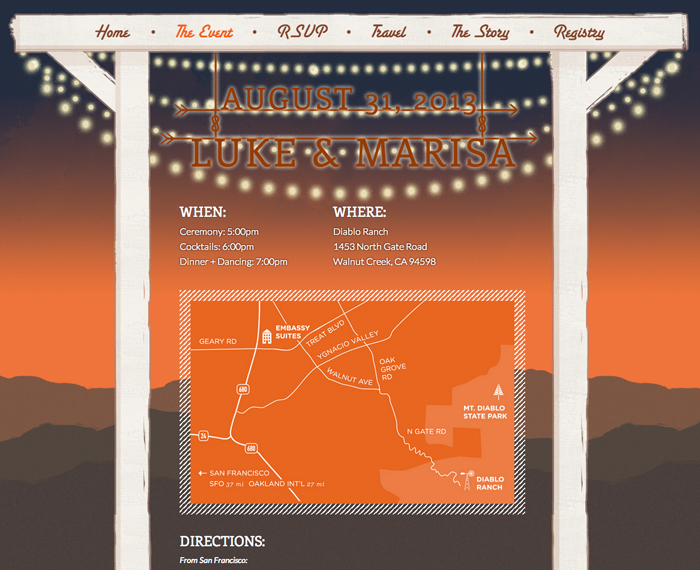 Home • The Event • RSVP • Travel • The Story • Registry
AUGUST 31, 2013
LUKE & MARISA
WHEN:
Ceremony: 5:00pm
Cocktails: 6:00pm
Dinner + Dancing: 7:00pm
WHERE:
Diablo Ranch
1453 North Gate Road
Walnut Creek, CA 94598
GEARY RD
EMBASSY
SUITES
TREAT BLVD
YGNACIO VALLEY
WALNUT AVE
OAK
GROVE
RD
680
MT. DIABLO
STATE PARK
24
680
N GATE RD
SAN FRANCISCO
SFO 37 mi OAKLAND INT'L 27 mi
DIABLO
RANCH
DIRECTIONS:
From San Francisco: